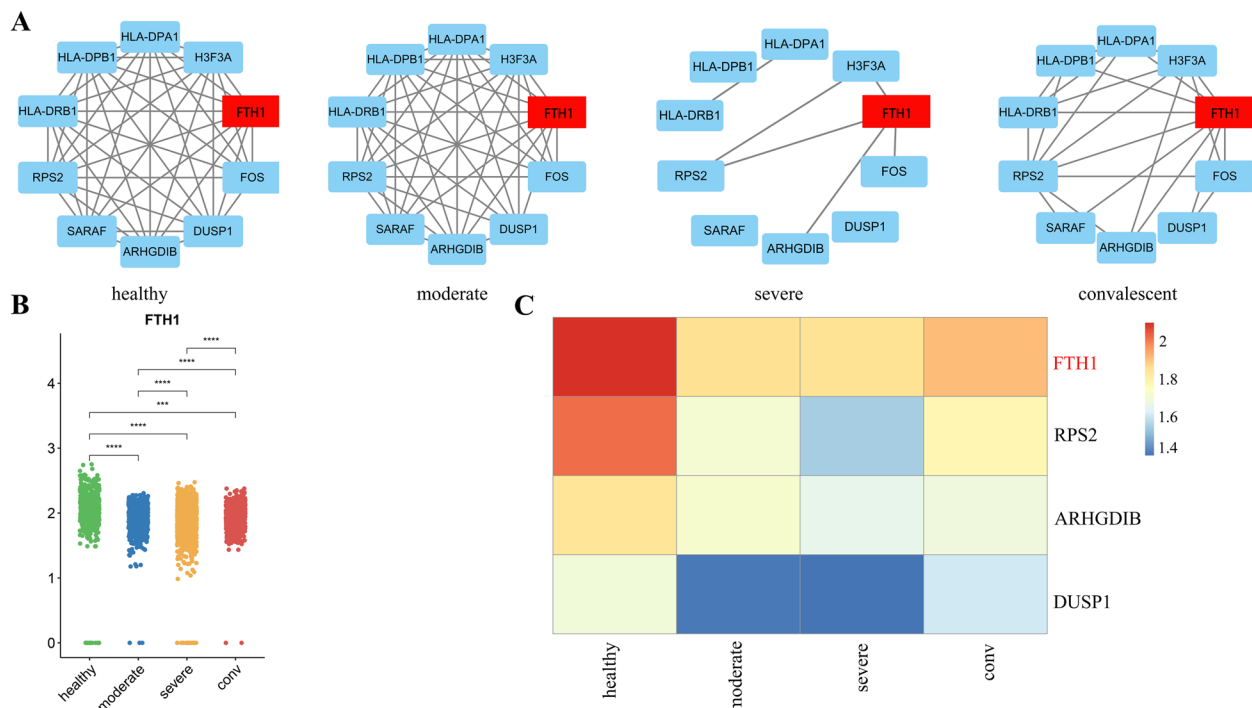 A
HLA-DPA1
HLA-DPB1
H3F3A
HLA-DRB1
FTH1
RPS2
FOS
SARAF
DUSP1
ARHGDIB
healthy
HLA-DPA1
HLA-DPB1
H3F3A
HLA-DRB1
FTH1
RPS2
FOS
SARAF
DUSP1
ARHGDIB
moderate
HLA-DPA1
HLA-DPB1
H3F3A
HLA-DRB1
FTH1
RPS2
FOS
SARAF
DUSP1
ARHGDIB
severe
HLA-DPA1
HLA-DPB1
H3F3A
HLA-DRB1
FTH1
RPS2
FOS
SARAF
DUSP1
ARHGDIB
convalescent
B
FTH1
****
****
****
***
****
****
4
3
2
1
0
healthy
moderate
severe
conv
C
FTH1
RPS2
ARHGDIB
DUSP1
healthy
moderate
severe
conv
2
1.8
1.6
1.4